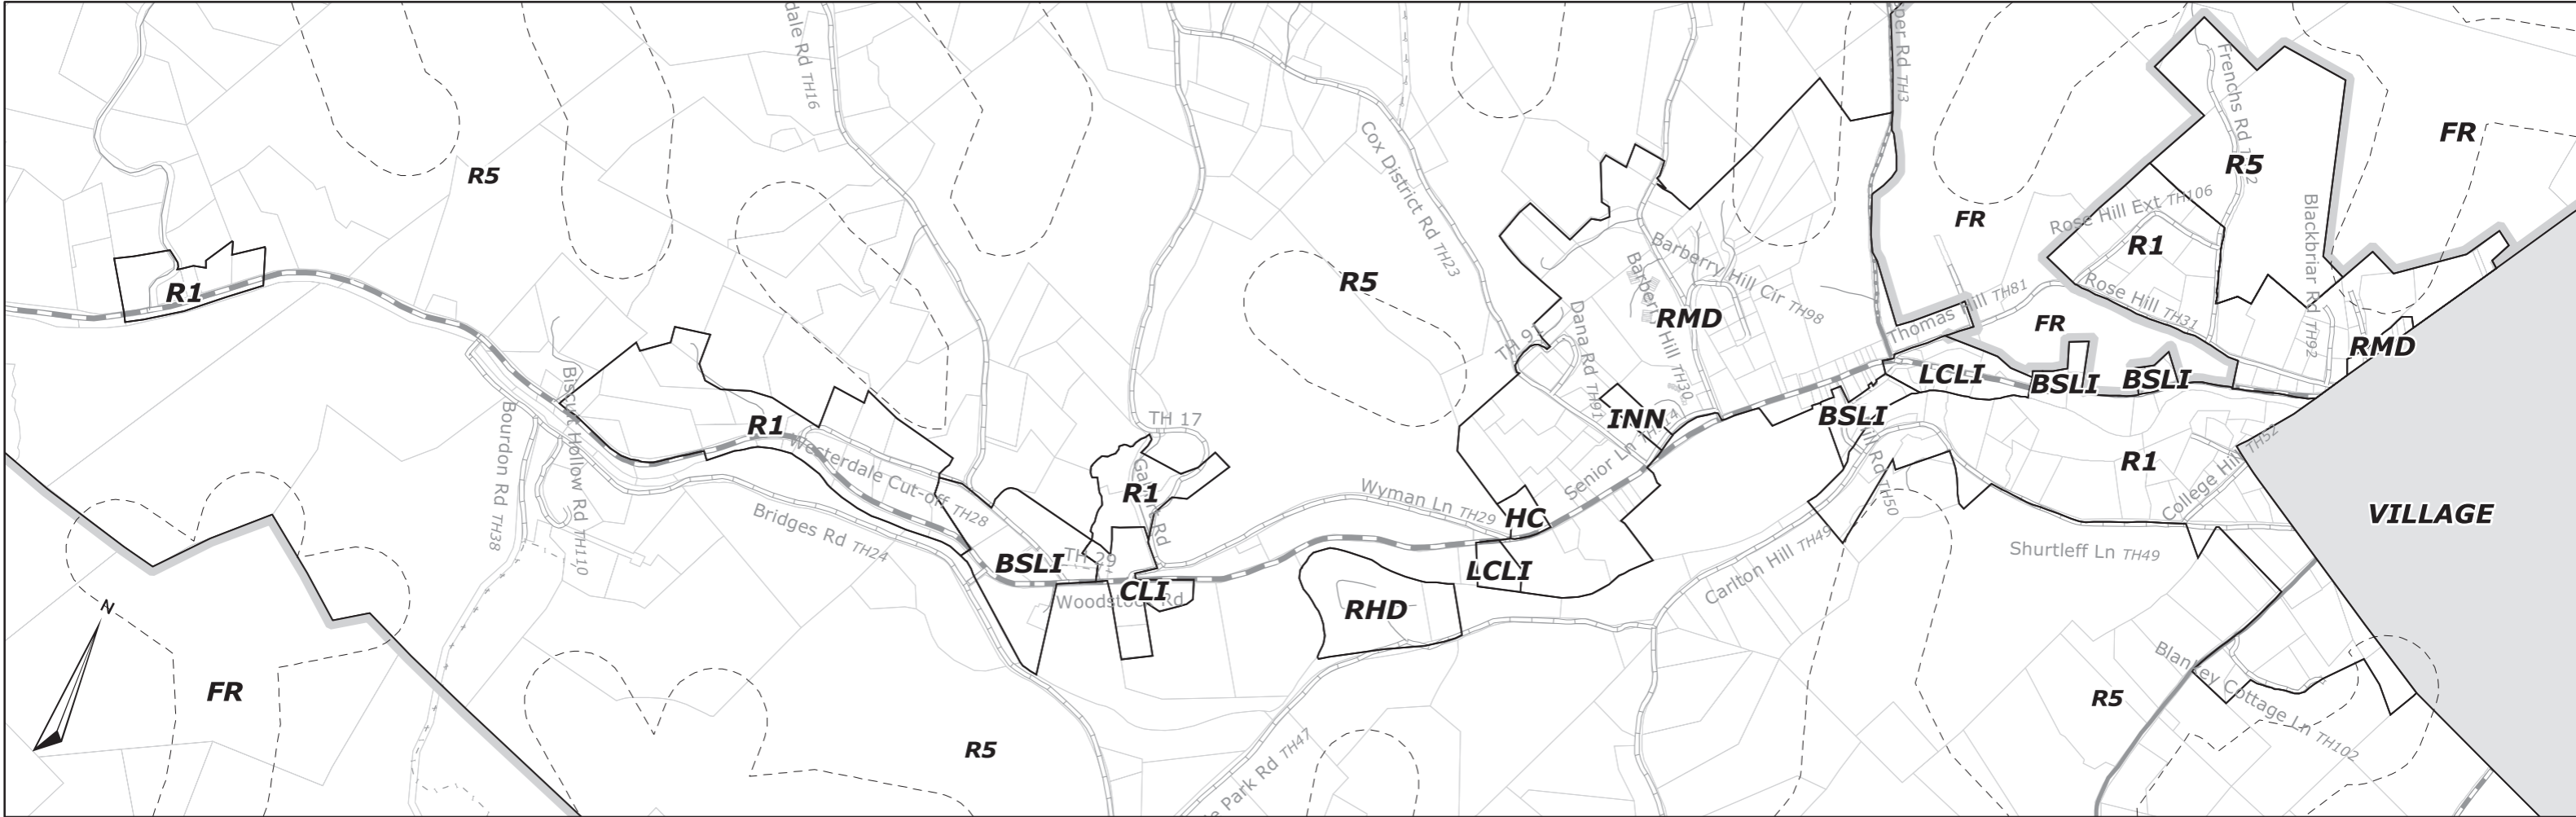 dale Rd TH16
ber Rd TH3
Frenchs Rd
FR
R5
R5
Cox District Rd TH23
FR
Rose Hill Ext TH106
R1
Blackbriar Rd TH92
Barberry Hill Cir TH98
R5
R1
RMD
Dana Rd TH91
Rose Hill TH31
Thomas Hill TH81
FR
RMD
LCLI
BSLI
BSLI
Biscuit Hollow Rd TH110
Bourdon Rd TH38
R1
TH 17
INN
Senior Ln
BSLI
R1
College Hill TH52
Westerdale Cut-off TH28
R1
Wyman Ln TH29
HC
VILLAGE
Bridges Rd TH24
BSLI
TH 29
CLI
LCLI
Carlton Hill TH49
Shurtleff Ln TH49
RHD
N
FR
R5
R5
Blankey Cottage Ln TH102
e Park Rd TH47